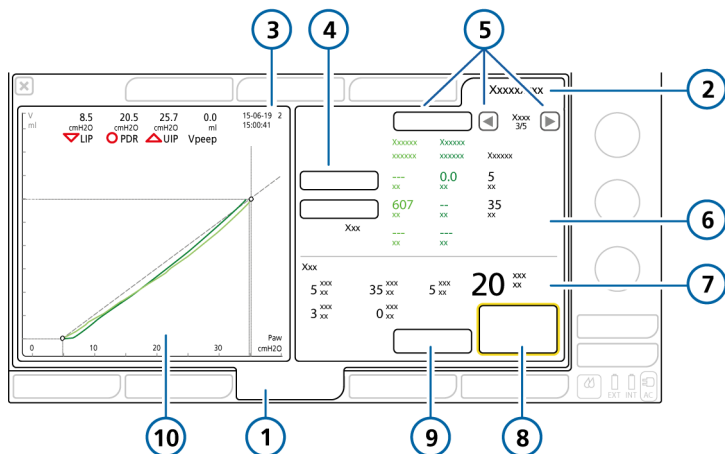 3
4
5
2
Xxxxxxxxx
V
ml
8.5
cmH2O
LIP
20.5
cmH2O
PDR
25.7
cmH2O
UIP
0.0
ml
Vpeep
15-06-19 2
15:00:41
Xxxx
3/5
Xxxxxx
xxxxxx
Xxxxxx
xxxxxx
Xxxxxx
---
xx
0.0
xx
5
xx
607
xx
--
xx
35
xx
Xxx
---
xx
---
xx
6
Xxx
5 xxx
xx
35 xxx
xx
5 xxx
xx
20 xxx
xx
7
3 xxx
xx
0 xxx
xx
0
10
20
30
Paw
cmH2O
EXT INT AC
10
1
9
8